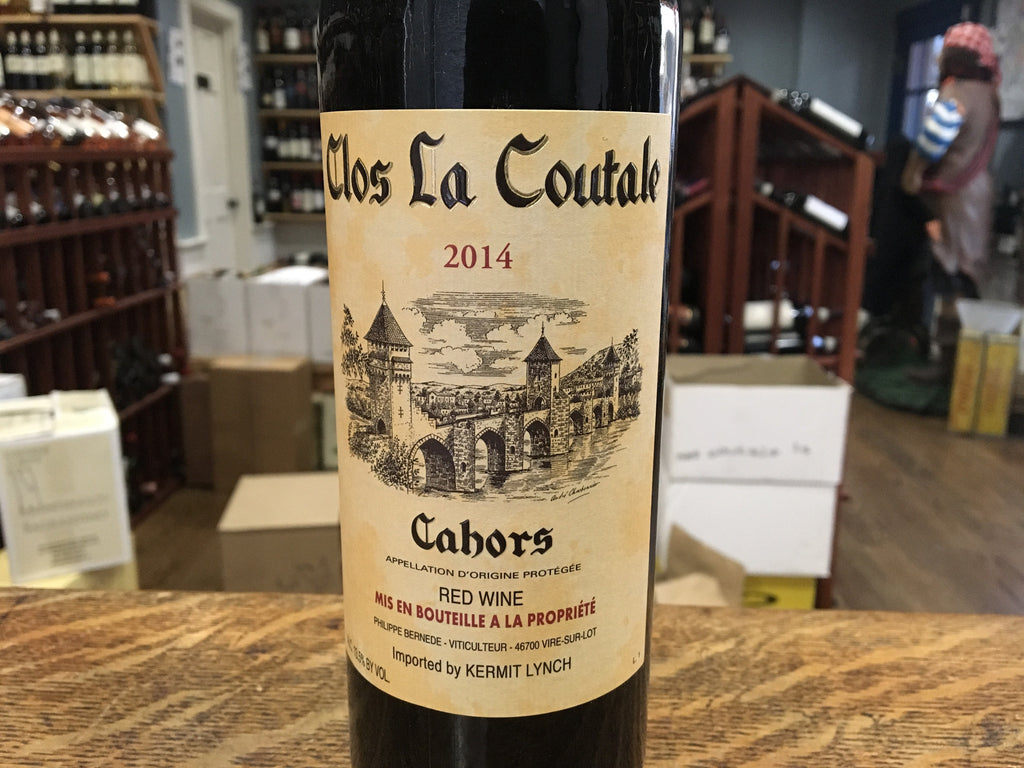 Clos La Coutale
2014
Cahors
APPELLATION D'ORIGINE PROTÉGÉE
RED WINE
MIS EN BOUTEILLE A LA PROPRIÉTÉ
PHILIPPE BERNEDE - VITICULTEUR - 46700 VIRE-SUR-LOT
Imported by KERMIT LYNCH
BY VOL.